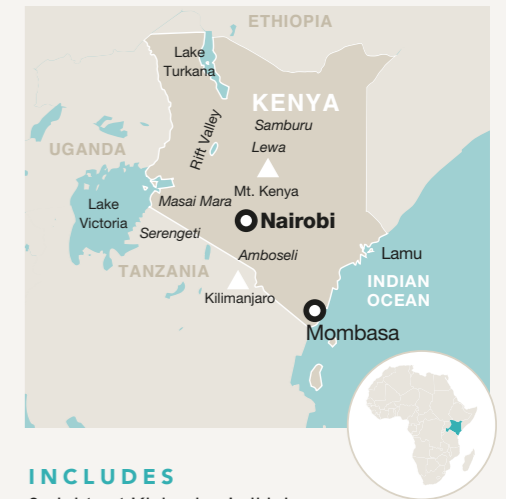 ETHIOPIA
Lake
Turkana
KENYA
Samburu
Rift Valley
Lewa
UGANDA
Mt. Kenya
Masai Mara
Lake
Victoria
Nairobi
Serengeti
Amboseli
Lamu
TANZANIA
INDIAN
OCEAN
Kilimanjaro
Mombasa
INCLUDES